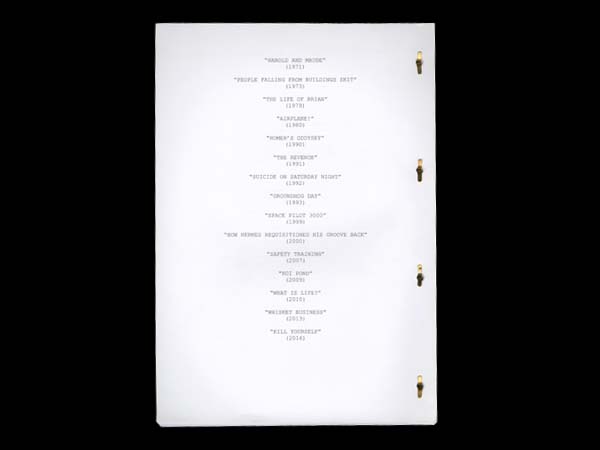 "HAROLD AND MAUDE"
(1971)
"PEOPLE FALLING FROM BUILDINGS SKIT"
(1973)
"THE LIFE OF BRIAN"
(1979)
"AIRPLANE!"
(1980)
"HOMER'S ODDYSEY"
(1990)
"THE REVENGE"
(1991)
"SUICIDE ON SATURDAY NIGHT"
(1992)
"GROUNDHOG DAY"
(1993)
"SPACE PILOT 3000"
(1999)
"HOW HERMES REQUISITIONED HIS GROOVE BACK"
(2000)
"SAFETY TRAINING"
(2007)
"KOI POND"
(2009)
"WHAT IS LIFE?"
(2010)
"WHISKEY BUSINESS"
(2013)
"KILL YOURSELF"
(2014)